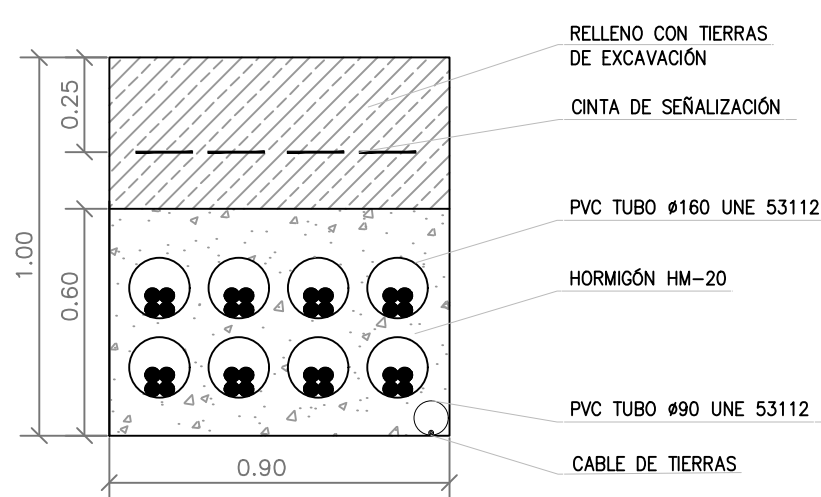 RELLENO CON TIERRAS
DE EXCAVACIÓN
0.25
CINTA DE SEÑALIZACIÓN
PVC TUBO ø160 UNE 53112
1.00
0.60
HORMIGÓN HM-20
PVC TUBO ø90 UNE 53112
0.90
CABLE DE TIERRAS